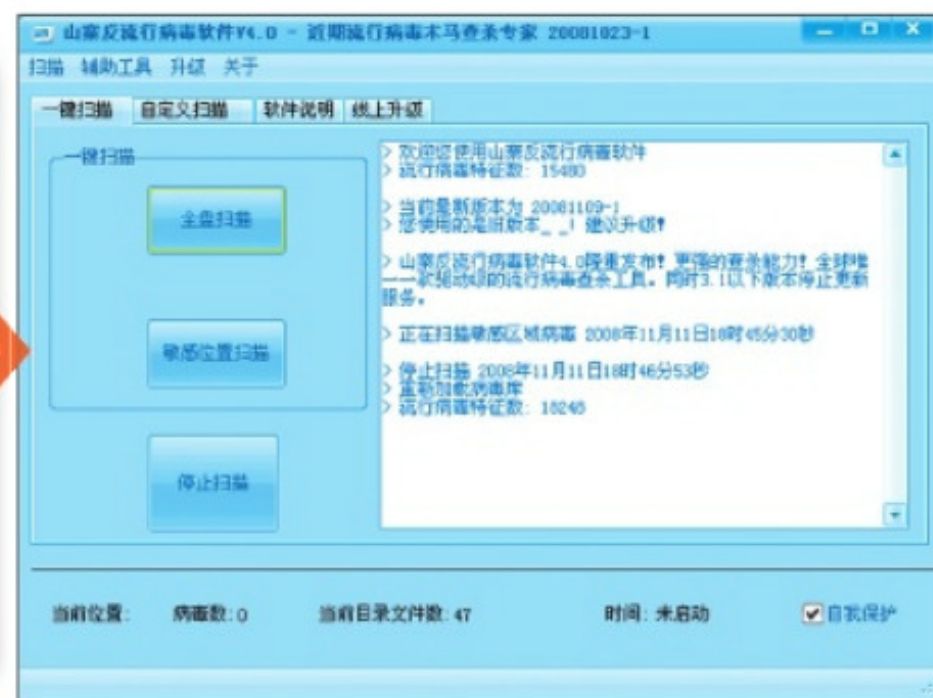 山寨反流行病毒软件V4.0 - 近期流行病毒木马查杀专家 20081023-1
扫描 辅助工具 升级 关于
一键扫描 自定义扫描 软件说明 线上升级
一键扫描
全盘扫描
敏感位置扫描
停止扫描
> 欢迎您使用山寨反流行病毒软件
> 流行病毒特征数: 15480
> 当前最新版本为 20081109-1
> 您使用的是旧版本_ _! 建议升级!
> 山寨反流行病毒软件4.0隆重发布! 更强的查杀能力! 全球唯
一一款驱动级的流行病毒查杀工具。同时3.1以下版本停止更新
服务。
> 正在扫描敏感区域病毒 2008年11月11日18时45分30秒
> 停止扫描 2008年11月11日18时46分53秒
> 重新加载病毒库
> 流行病毒特征数: 18248
当前位置: 病毒数: 0 当前目录文件数: 47 时间: 未启动 自我保护